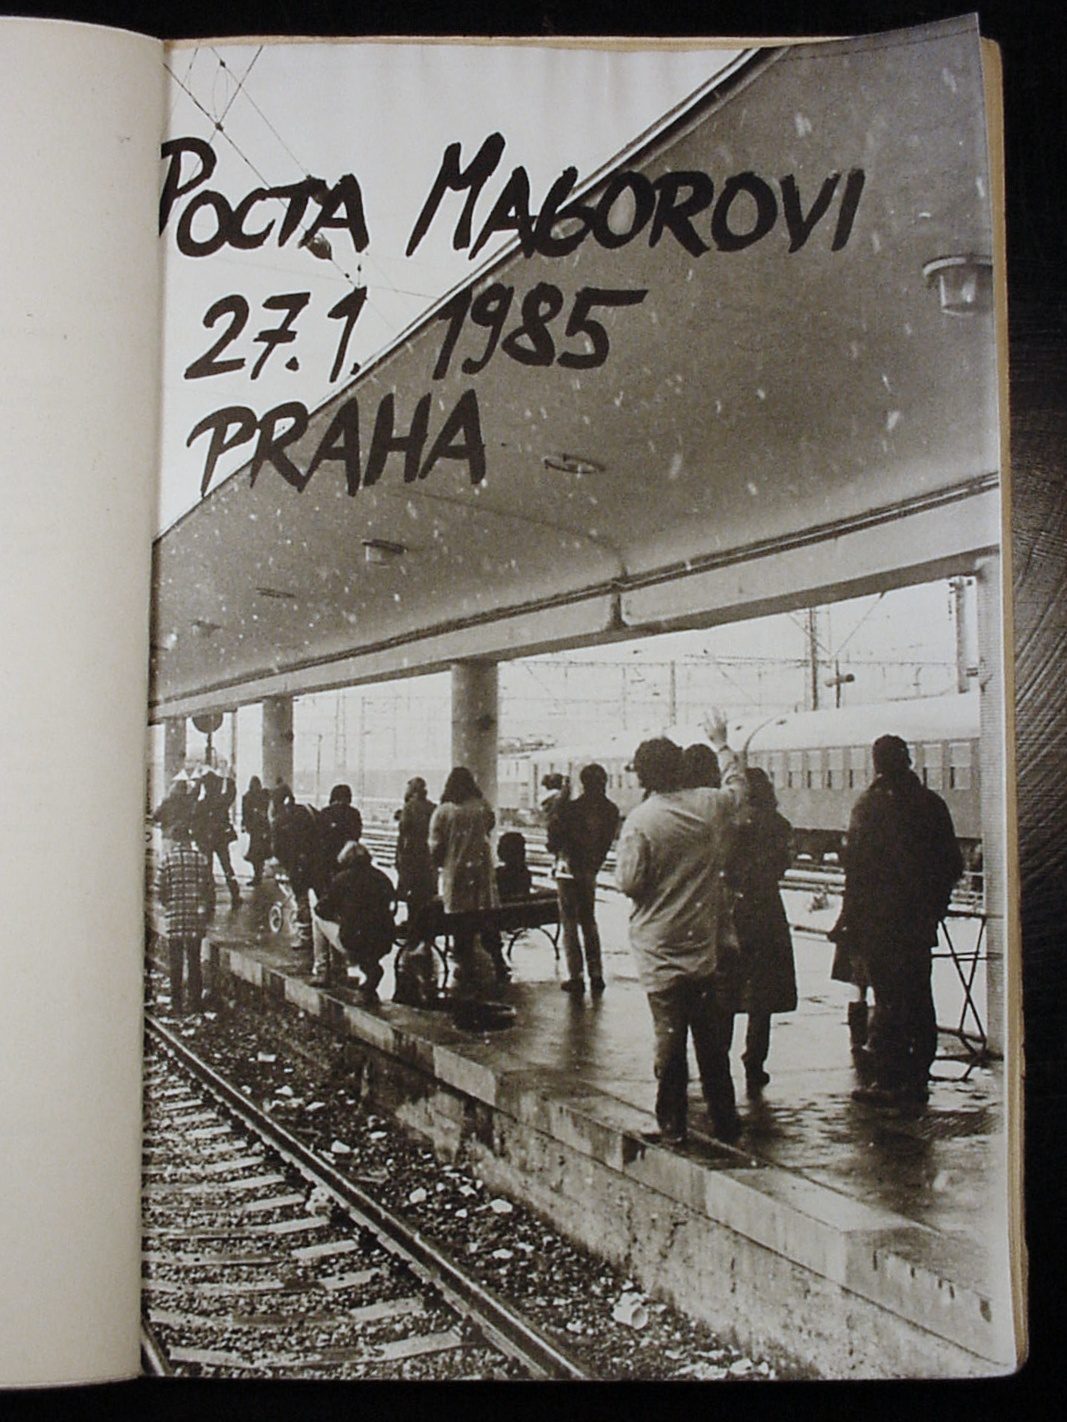 POCTA MAGOROVI
27.1. 1985
PRAHA